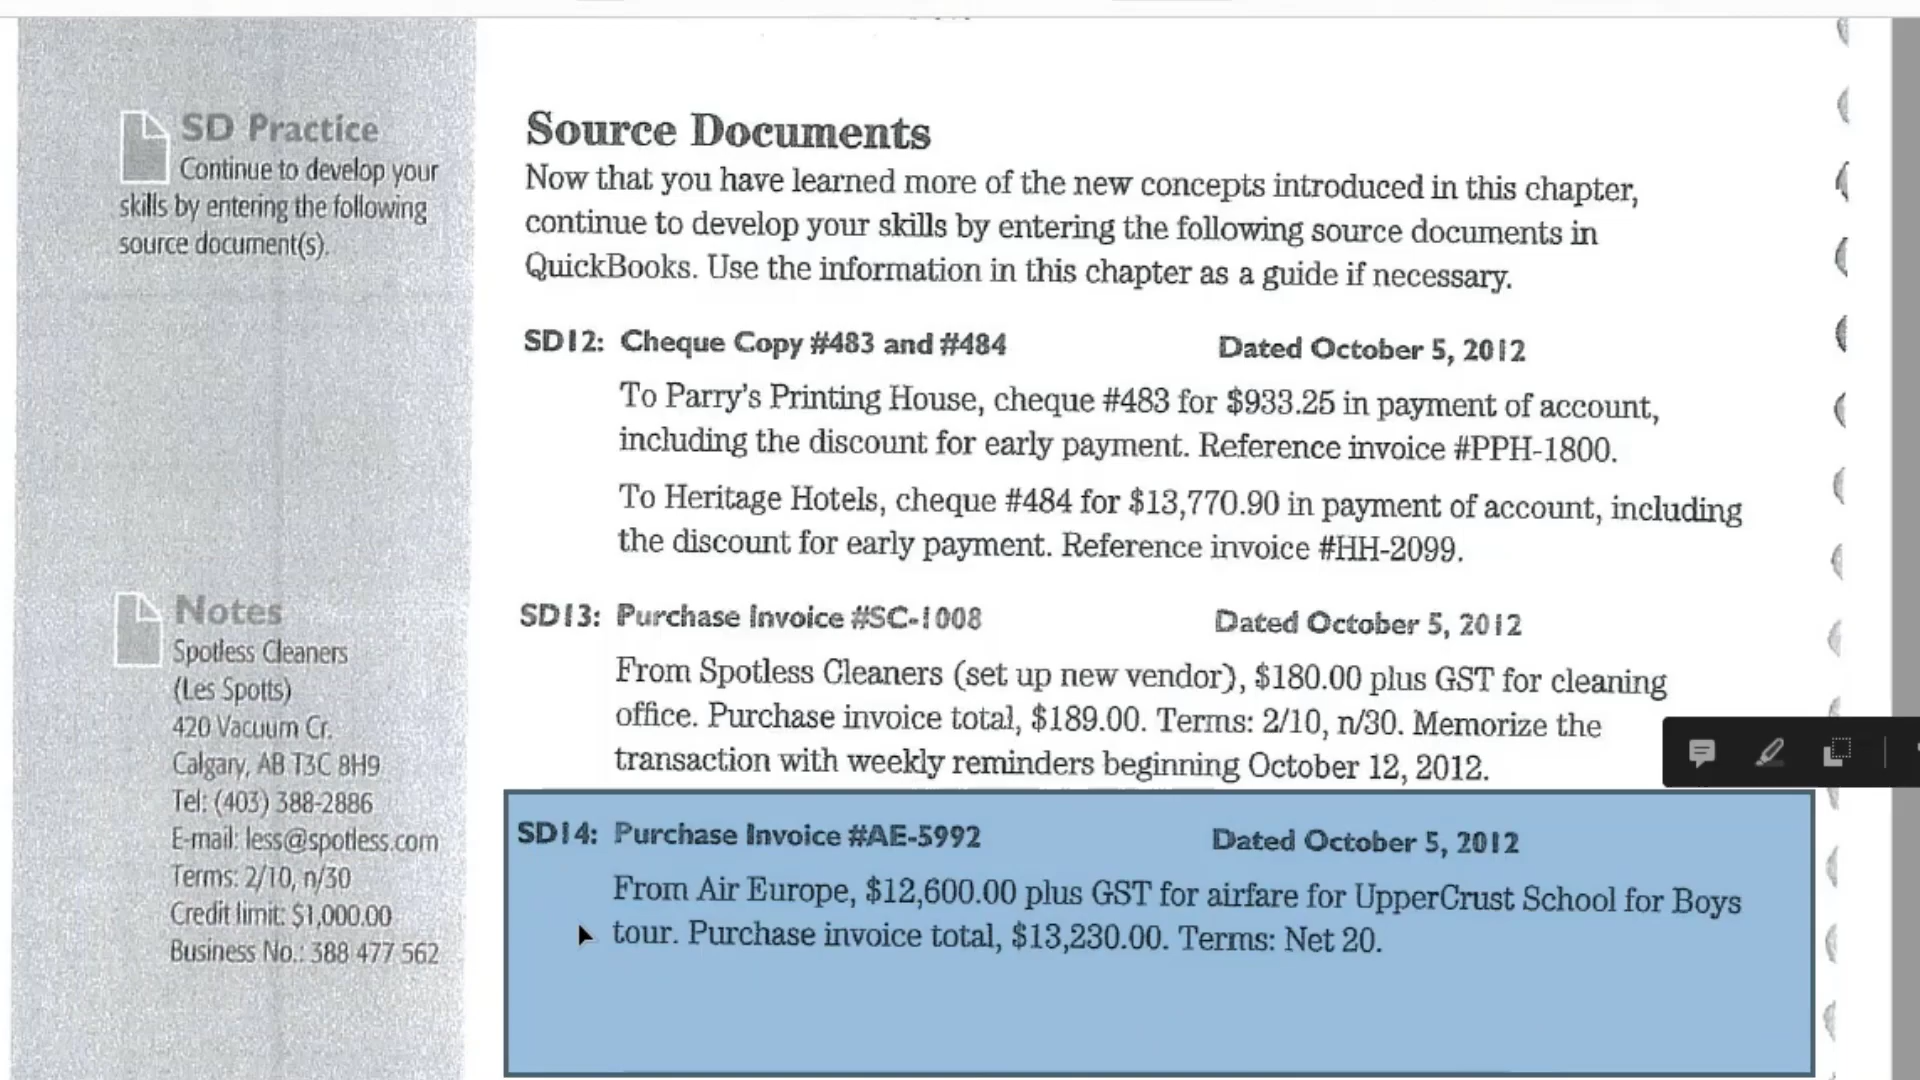 SD Practice
Continue to develop your
skills by entering the following
source document(s).
Source Documents
Now that you have learned more of the new concepts introduced in this chapter,
continue to develop your skills by entering the following source documents in
QuickBooks. Use the information in this chapter as a guide if necessary.
SD12: Cheque Copy #483 and #484 Dated October 5, 2012
To Parry's Printing House, cheque #483 for $933.25 in payment of account,
including the discount for early payment. Reference invoice #PPH-1800.
To Heritage Hotels, cheque #484 for $13,770.90 in payment of account, including
the discount for early payment. Reference invoice #HH-2099.
SD13: Purchase Invoice #SC-1008 Dated October 5, 2012
From Spotless Cleaners (set up new vendor), $180.00 plus GST for cleaning
office. Purchase invoice total, $189.00. Terms: 2/10, n/30. Memorize the
transaction with weekly reminders beginning October 12, 2012.
Notes
Spotless Cleaners
(Les Spotts)
420 Vacuum Cr.
Calgary, AB T3C 8H9
Tel: (403) 388-2886
E-mail: less@spotless.com
Terms: 2/10, n/30
Credit limit: $1,000.00
Business No.: 388 477 562
SD14: Purchase Invoice #AE-5992 Dated October 5, 2012
From Air Europe, $12,600.00 plus GST for airfare for UpperCrust School for Boys
tour. Purchase invoice total, $13,230.00. Terms: Net 20.